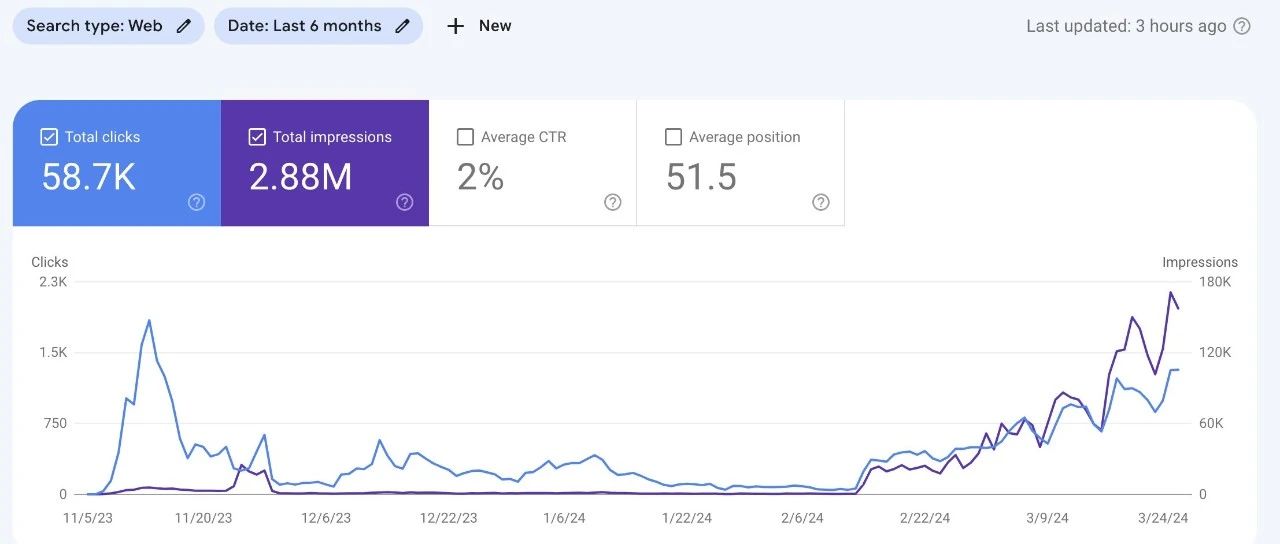 Search type: Web Date: Last 6 months + New Last updated: 3 hours ago
Total clicks Total impressions Average CTR Average position
58.7K 2.88M 2% 51.5
Clicks Impressions
2.3K 180K
1.5K 120K
750 60K
0 0
11/5/23 11/20/23 12/6/23 12/22/23 1/6/24 1/22/24 2/6/24 2/22/24 3/9/24 3/24/24